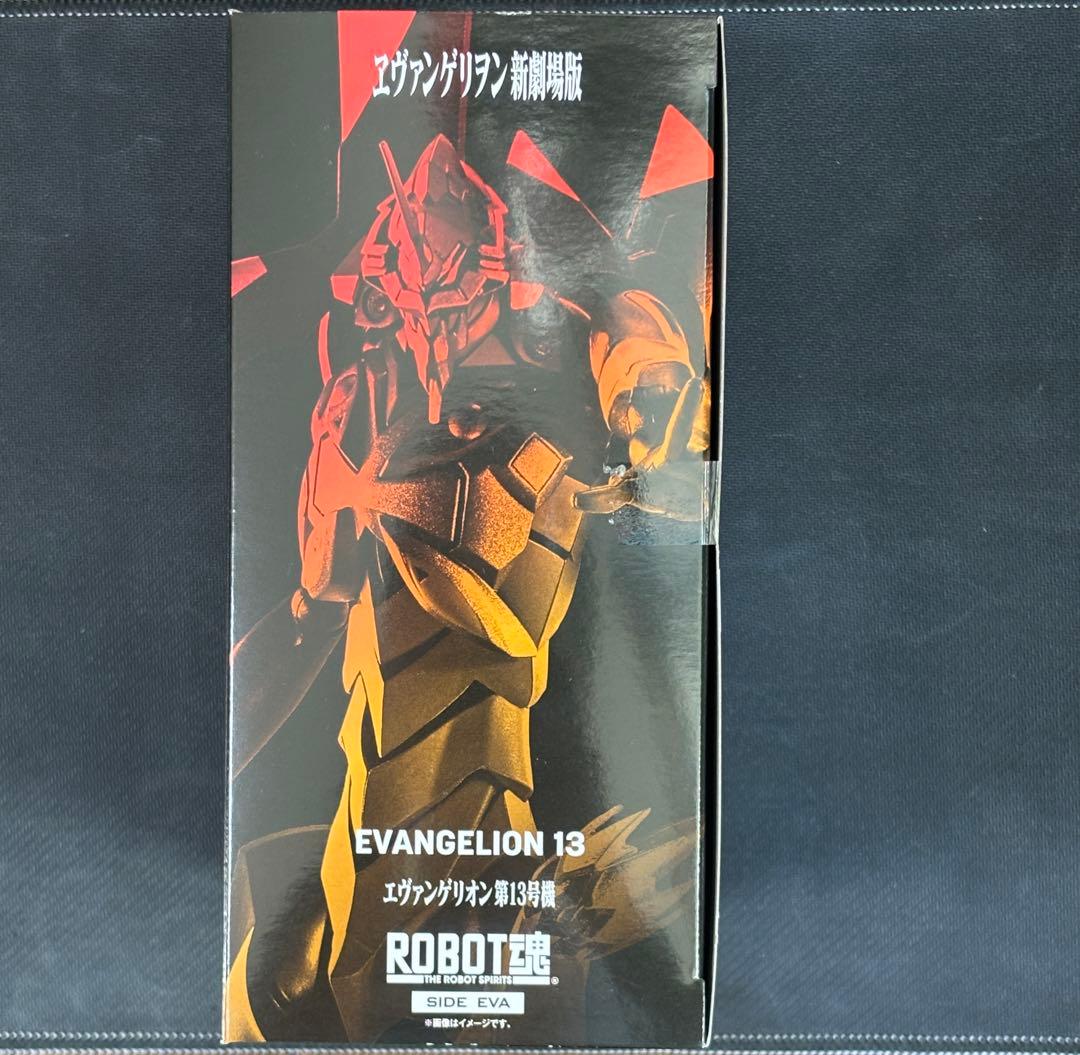 ヱヴァンゲリヲン新劇場版
EVANGELION 13
エヴァンゲリオン第13号機
ROBOT魂
THE ROBOT SPIRITS
®
SIDE EVA
※画像はイメージです。